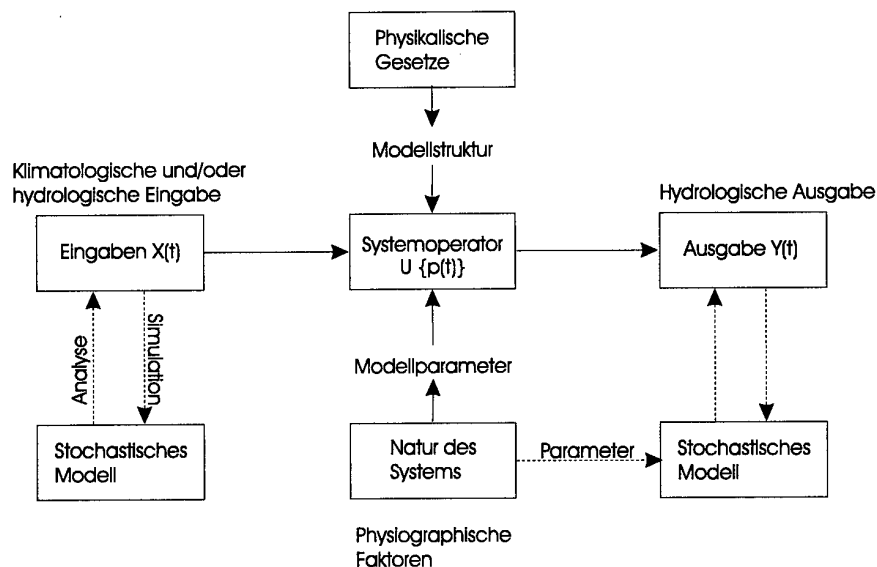 Physikalische
Gesetze
Modellstruktur
Klimatologische und/oder
hydrologische Eingabe
Hydrologische Ausgabe
Eingaben X(t)
Systemoperator
U {p(t)}
Ausgabe Y(t)
Analyse
Simulation
Modellparameter
Stochastisches
Modell
Natur des
Systems
Parameter
Stochastisches
Modell
Physiographische
Faktoren